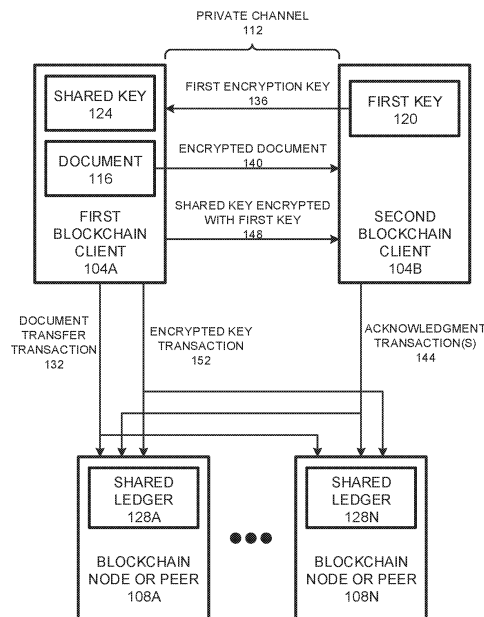 PRIVATE CHANNEL
112
SHARED KEY
124
FIRST ENCRYPTION KEY
136
FIRST KEY
120
DOCUMENT
116
ENCRYPTED DOCUMENT
140
SHARED KEY ENCRYPTED
WITH FIRST KEY
148
FIRST
BLOCKCHAIN
CLIENT
104A
SECOND
BLOCKCHAIN
CLIENT
104B
DOCUMENT
TRANSFER
TRANSACTION
132
ENCRYPTED KEY
TRANSACTION
152
ACKNOWLEDGMENT
TRANSACTION(S)
144
SHARED
LEDGER
128A
BLOCKCHAIN
NODE OR PEER
108A
SHARED
LEDGER
128N
BLOCKCHAIN
NODE OR PEER
108N